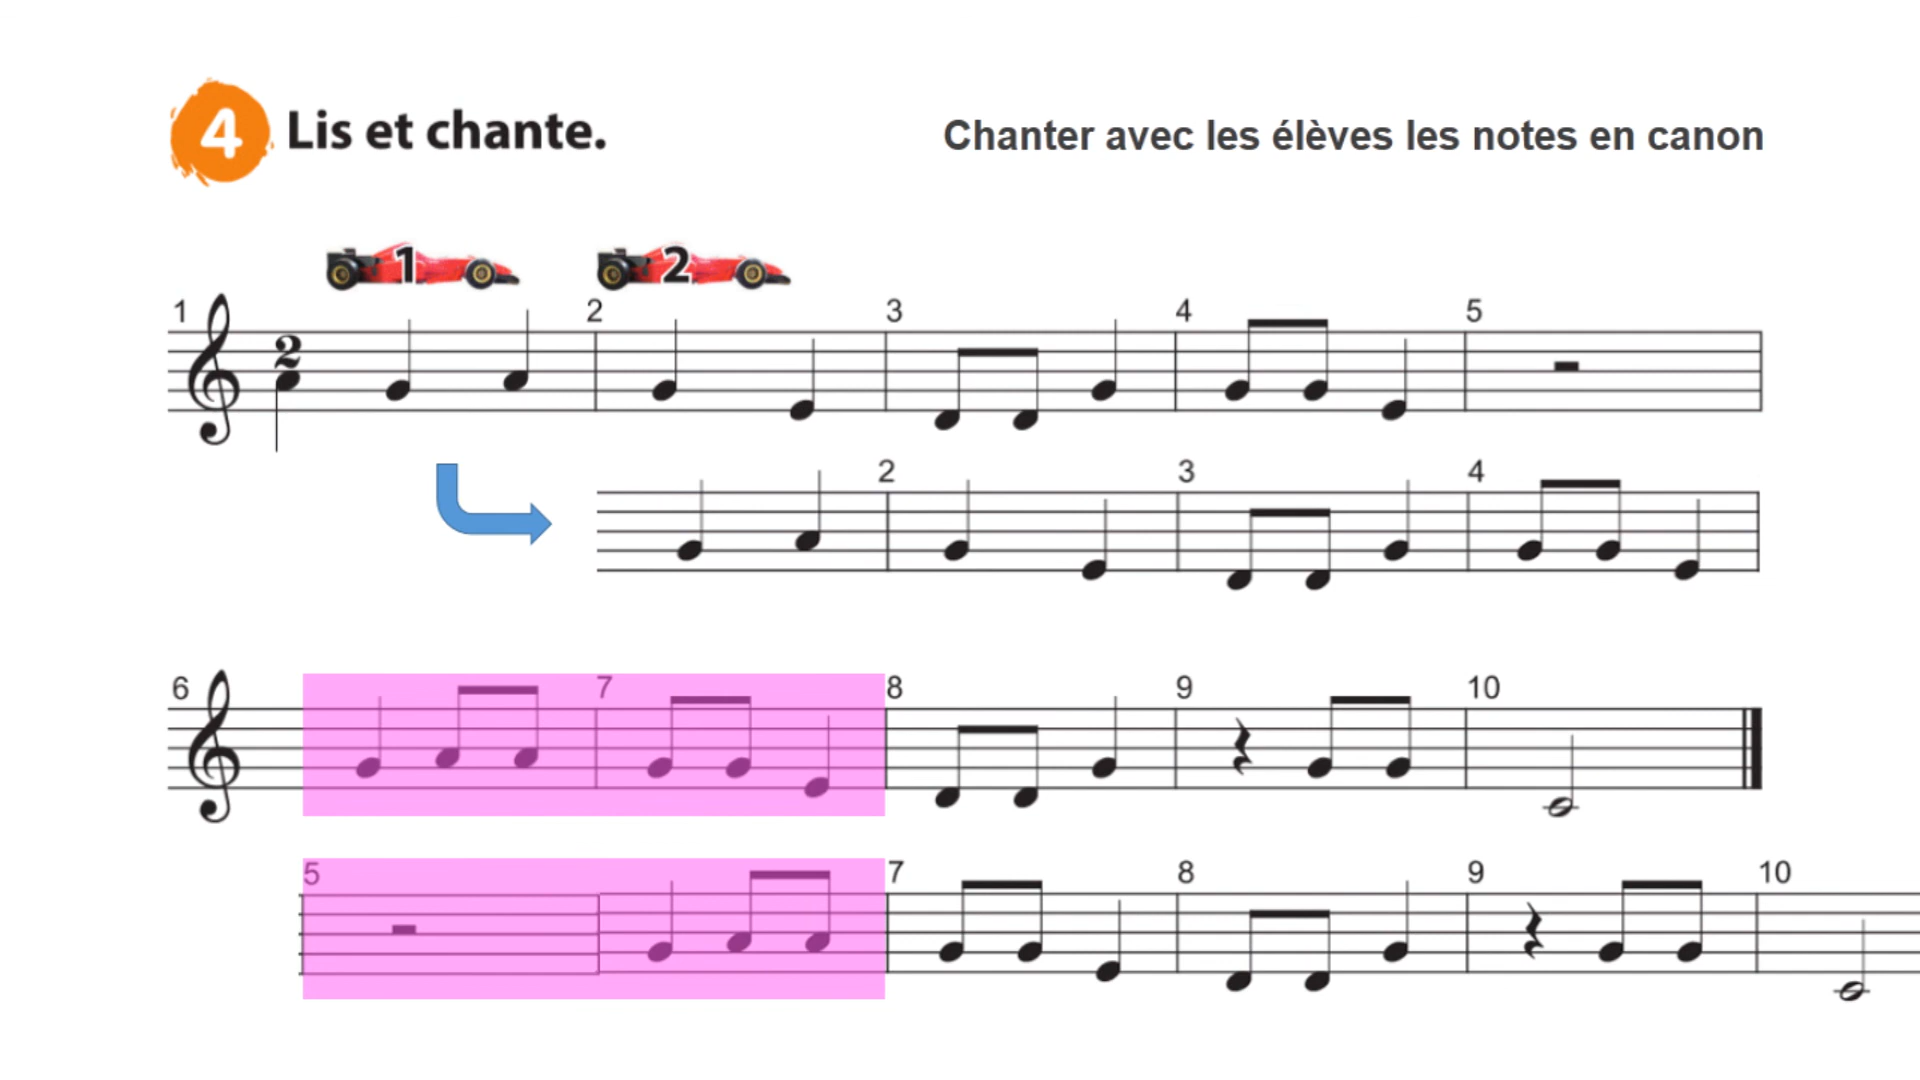 4 Lis et chante.
Chanter avec les élèves les notes en canon
1 2
1 2 3 4 5
2
2 3 4
6 7 8 9 10
5 7 8 9 10